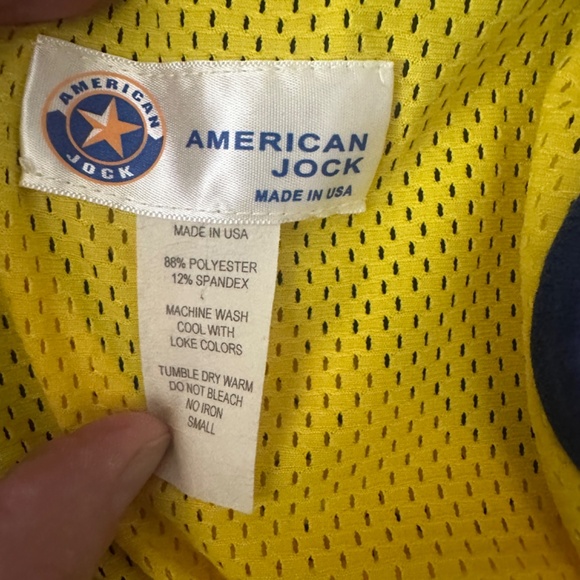 AMERICAN
JOCK
AMERICAN
JOCK
MADE IN USA
MADE IN USA
88% POLYESTER
12% SPANDEX
MACHINE WASH
COOL WITH
LOKE COLORS
TUMBLE DRY WARM
DO NOT BLEACH
NO IRON
SMALL